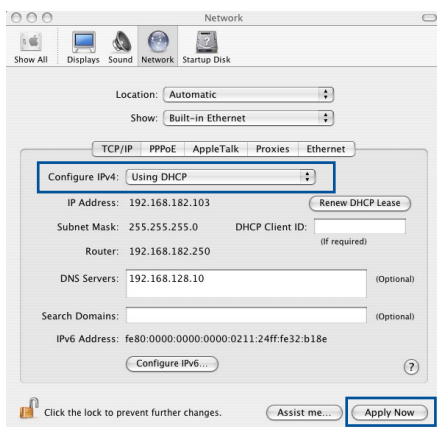 Network
Show All Displays Sound Network Startup Disk
Location: Automatic
Show: Built-in Ethernet
TCP/IP PPPoE AppleTalk Proxies Ethernet
Configure IPv4: Using DHCP
IP Address: 192.168.182.103 Renew DHCP Lease
Subnet Mask: 255.255.255.0 DHCP Client ID:
(If required)
Router: 192.168.182.250
DNS Servers: 192.168.128.10 (Optional)
Search Domains: (Optional)
IPv6 Address: fe80:0000:0000:0000:0211:24ff:fe32:b18e
Configure IPv6... ?
Click the lock to prevent further changes. Assist me... Apply Now